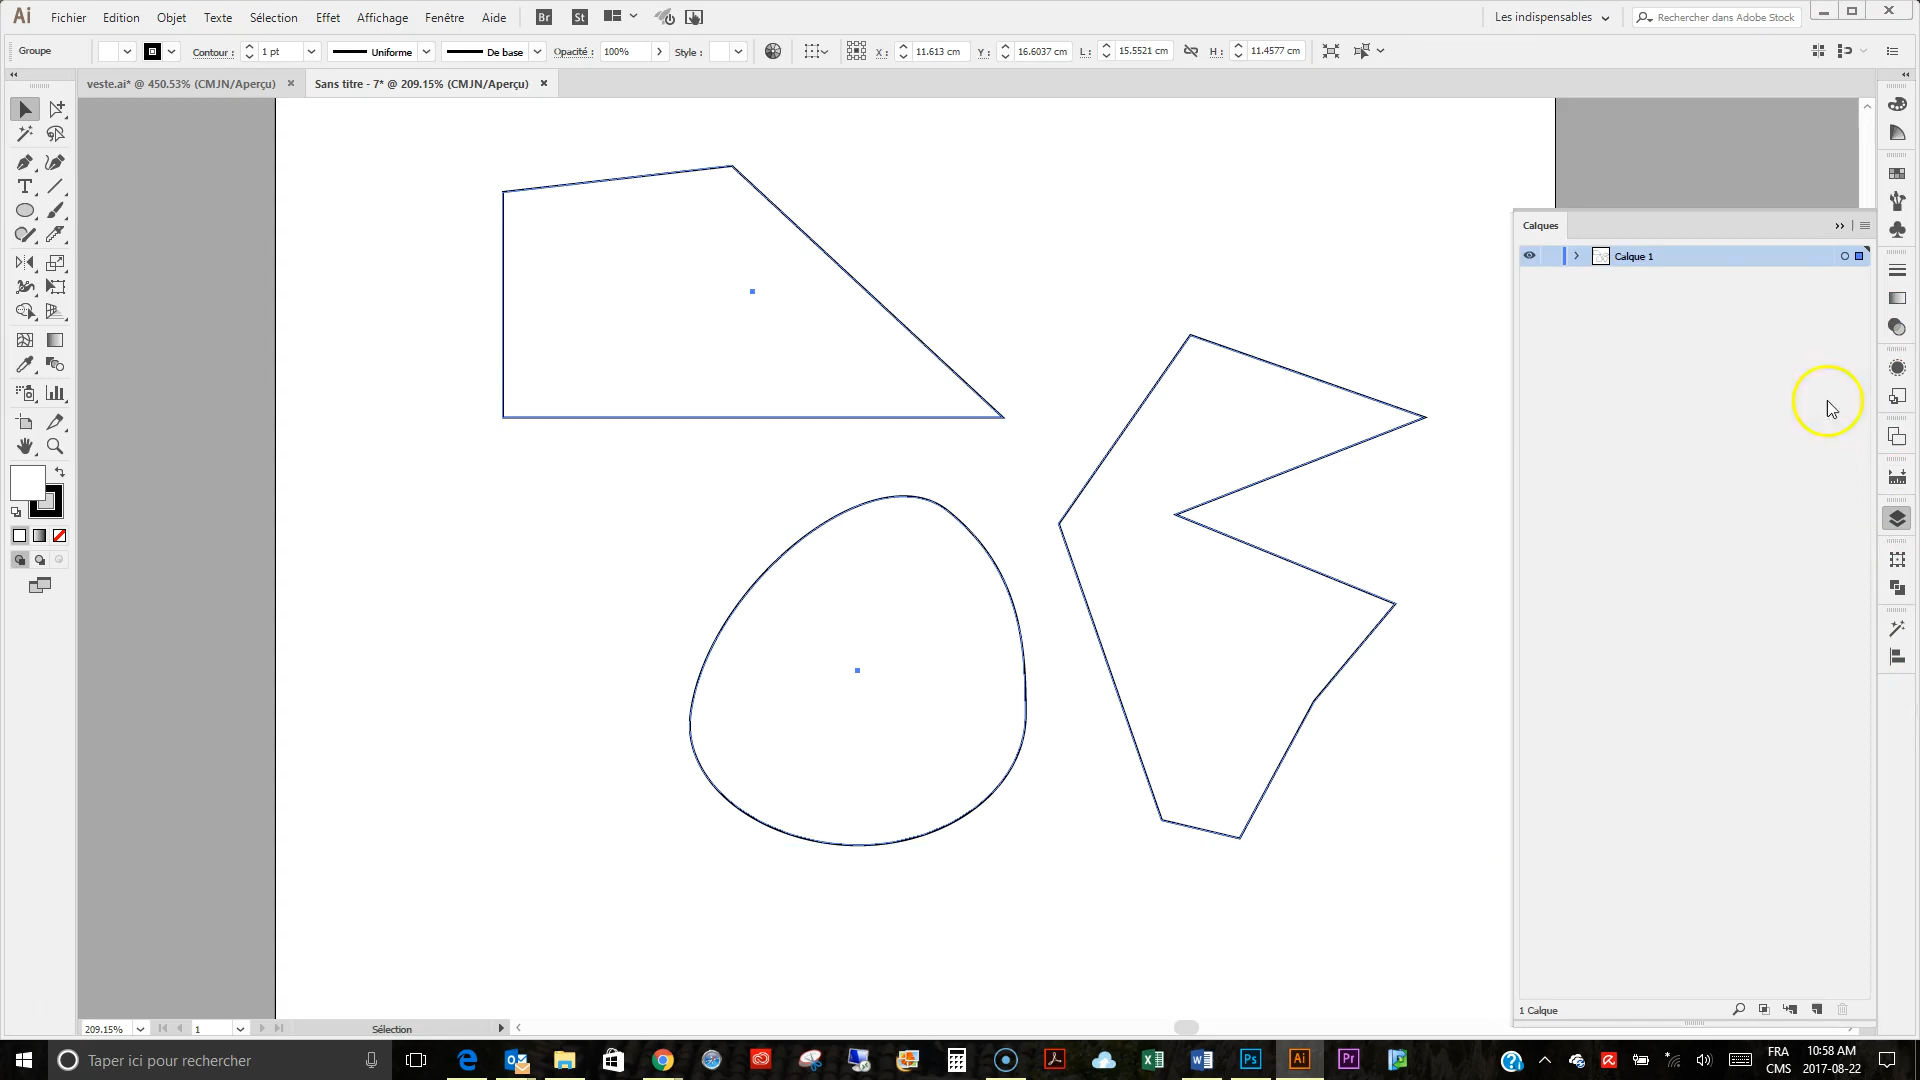 Ai Fichier Edition Objet Texte Sélection Effet Affichage Fenêtre Aide Br St Les indispensables Rechercher dans Adobe Stock
Groupe Contour : 1 pt Uniforme De base Opacité : 100% Style : X : 11.613 cm Y : 16.6037 cm L : 15.5521 cm H : 11.4577 cm
veste.ai* @ 450.53% (CMJN/Aperçu) Sans titre - 7* @ 209.15% (CMJN/Aperçu)
Calques
Calque 1
1 Calque
209.15% 1 Sélection
Taper ici pour rechercher Ps Ai Pr FRA 10:58 AM
CMS 2017-08-22